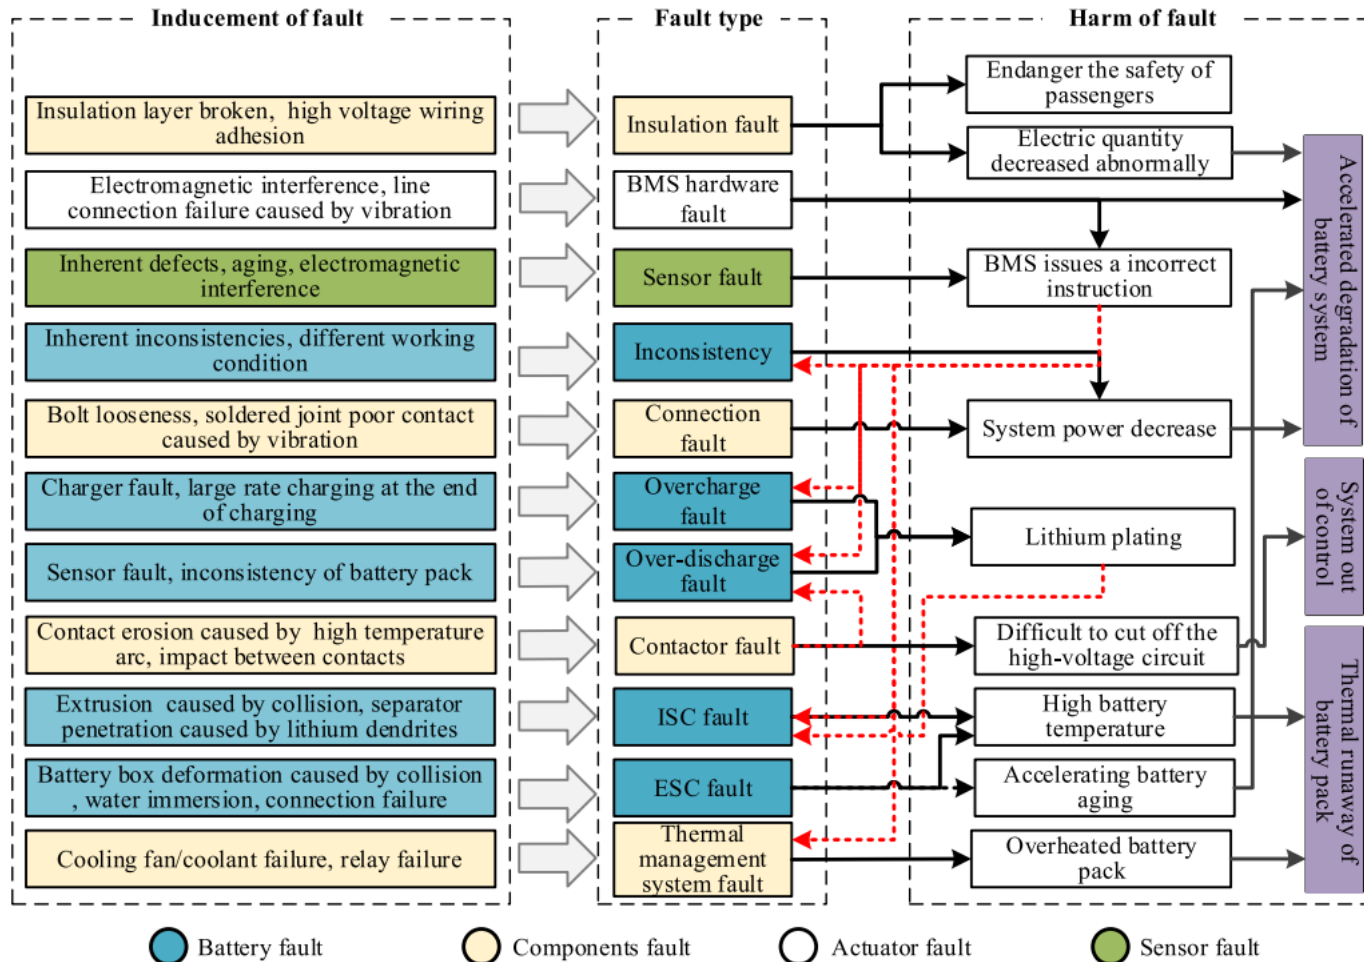 Inducement of fault
Fault type
Harm of fault
Insulation layer broken, high voltage wiring
adhesion
Insulation fault
Endanger the safety of
passengers
Electric quantity
decreased abnormally
Electromagnetic interference, line
connection failure caused by vibration
BMS hardware
fault
Inherent defects, aging, electromagnetic
interference
Sensor fault
BMS issues a incorrect
instruction
Inherent inconsistencies, different working
condition
Inconsistency
Bolt looseness, soldered joint poor contact
caused by vibration
Connection
fault
System power decrease
Charger fault, large rate charging at the end
of charging
Overcharge
fault
Lithium plating
Sensor fault, inconsistency of battery pack
Over-discharge
fault
Contact erosion caused by high temperature
arc, impact between contacts
Contactor fault
Difficult to cut off the
high-voltage circuit
Extrusion caused by collision, separator
penetration caused by lithium dendrites
ISC fault
High battery
temperature
Battery box deformation caused by collision
, water immersion, connection failure
ESC fault
Accelerating battery
aging
Cooling fan/coolant failure, relay failure
Thermal
management
system fault
Overheated battery
pack
Accelerated degradation of
battery system
System out
of control
Thermal runaway of
battery pack
Battery fault
Components fault
Actuator fault
Sensor fault